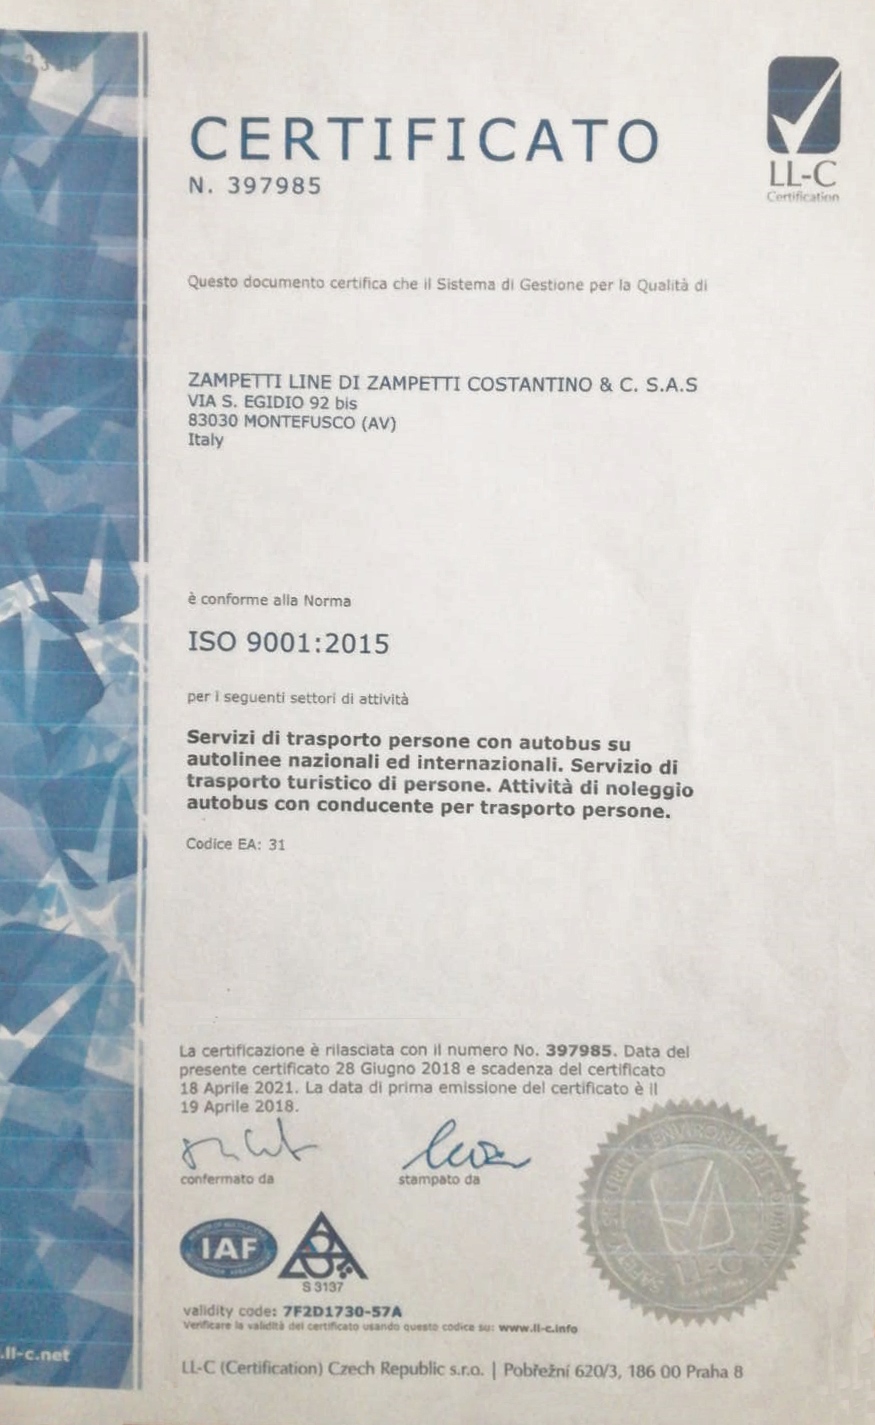 CERTIFICATO
N. 397985
LL-C
Certification
Questo documento certifica che il Sistema di Gestione per la Qualità di
ZAMPETTI LINE DI ZAMPETTI COSTANTINO & C. S.A.S
VIA S. EGIDIO 92 bis
83030 MONTEFUSCO (AV)
Italy
è conforme alla Norma
ISO 9001:2015
per i seguenti settori di attività
Servizi di trasporto persone con autobus su
autolinee nazionali ed internazionali. Servizio di
trasporto turistico di persone. Attività di noleggio
autobus con conducente per trasporto persone.
Codice EA: 31
La certificazione è rilasciata con il numero No. 397985. Data del
presente certificato 28 Giugno 2018 e scadenza del certificato
18 Aprile 2021. La data di prima emissione del certificato è il
19 Aprile 2018.
confermato da
stampato da
IAF
S 3137
LL-C
validity code: 7F2D1730-57A
Verificare la validità del certificato usando questo codice su: www.ll-c.info
.ll-c.net
LL-C (Certification) Czech Republic s.r.o. | Pobřežní 620/3, 186 00 Praha 8